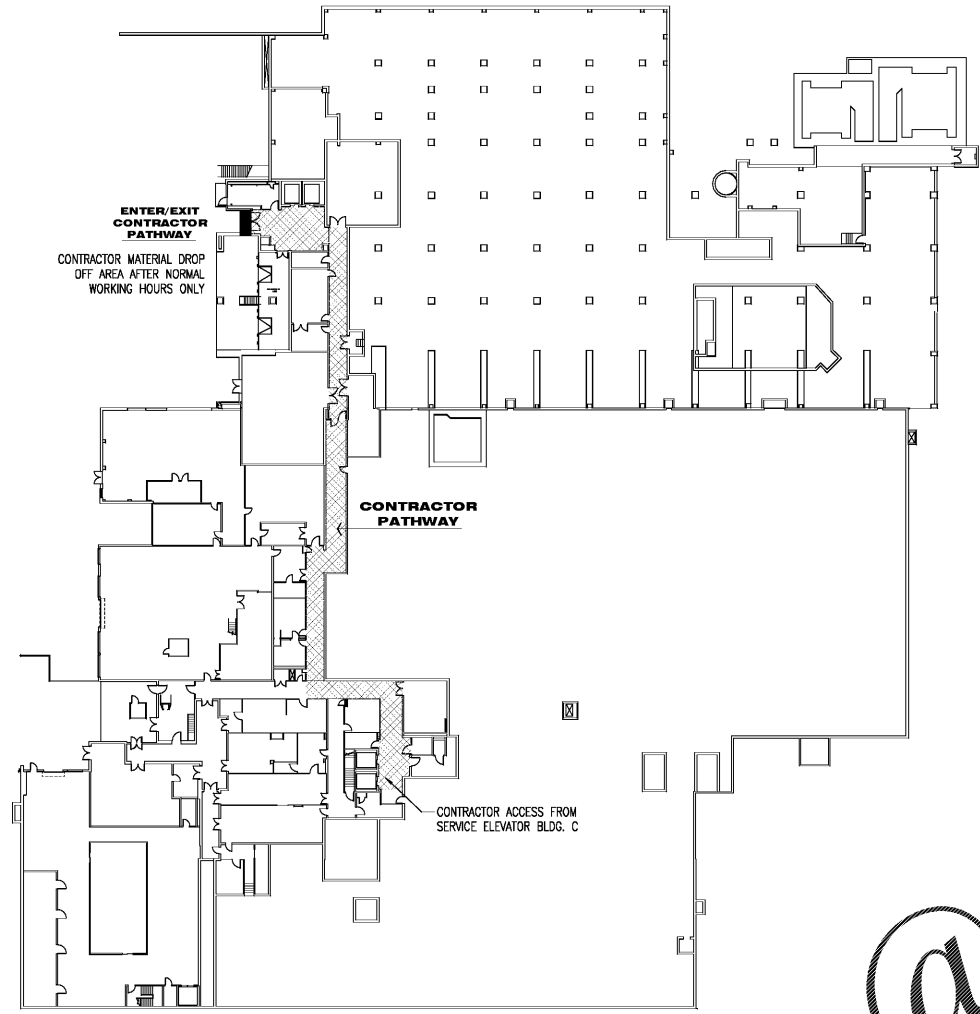 ENTER/EXIT
CONTRACTOR
PATHWAY
CONTRACTOR MATERIAL DROP
OFF AREA AFTER NORMAL
WORKING HOURS ONLY
CONTRACTOR
PATHWAY
CONTRACTOR ACCESS FROM
SERVICE ELEVATOR BLDG. C
@